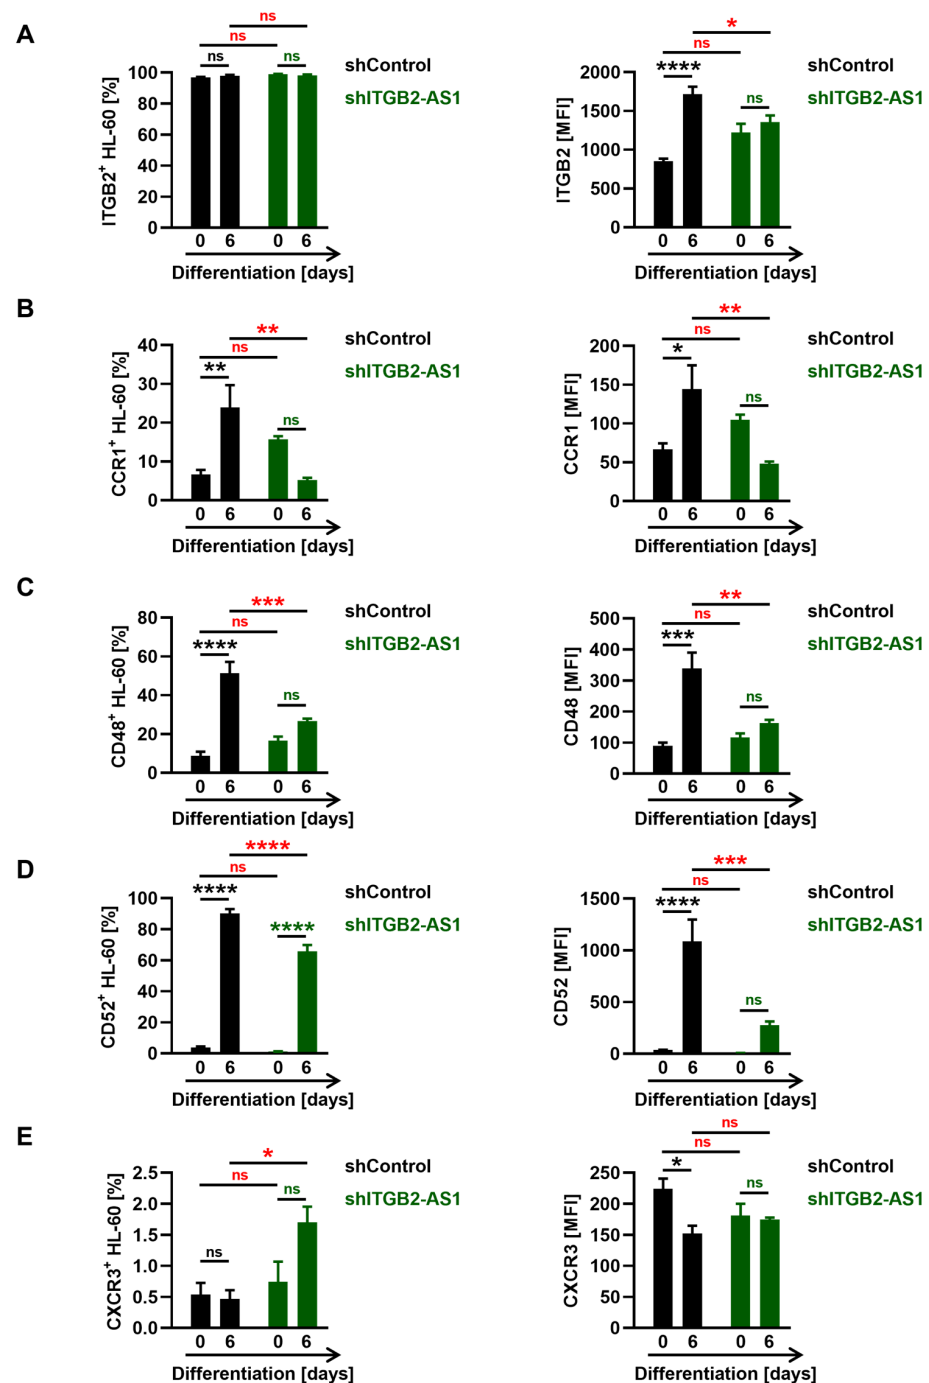 A
ns
ns
ns
ns
ITGB2+ HL-60 [%]
100
80
60
40
20
0
0 6 0 6
Differentiation [days]
shControl
shITGB2-AS1
*
ns
****
ns
ITGB2 [MFI]
2000
1500
1000
500
0
0 6 0 6
Differentiation [days]
shControl
shITGB2-AS1
B
**
ns
**
ns
CCR1+ HL-60 [%]
40
30
20
10
0
0 6 0 6
Differentiation [days]
shControl
shITGB2-AS1
**
ns
*
ns
CCR1 [MFI]
200
150
100
50
0
0 6 0 6
Differentiation [days]
shControl
shITGB2-AS1
C
***
ns
****
ns
CD48+ HL-60 [%]
80
60
40
20
0
0 6 0 6
Differentiation [days]
shControl
shITGB2-AS1
**
ns
***
ns
CD48 [MFI]
500
400
300
200
100
0
0 6 0 6
Differentiation [days]
shControl
shITGB2-AS1
D
****
ns
****
****
CD52+ HL-60 [%]
100
80
60
40
20
0
0 6 0 6
Differentiation [days]
shControl
shITGB2-AS1
***
ns
****
ns
CD52 [MFI]
1500
1000
500
0
0 6 0 6
Differentiation [days]
shControl
shITGB2-AS1
E
*
ns
ns
ns
CXCR3+ HL-60 [%]
2.5
2.0
1.5
1.0
0.5
0.0
0 6 0 6
Differentiation [days]
shControl
shITGB2-AS1
ns
ns
*
ns
CXCR3 [MFI]
250
200
150
100
50
0
0 6 0 6
Differentiation [days]
shControl
shITGB2-AS1